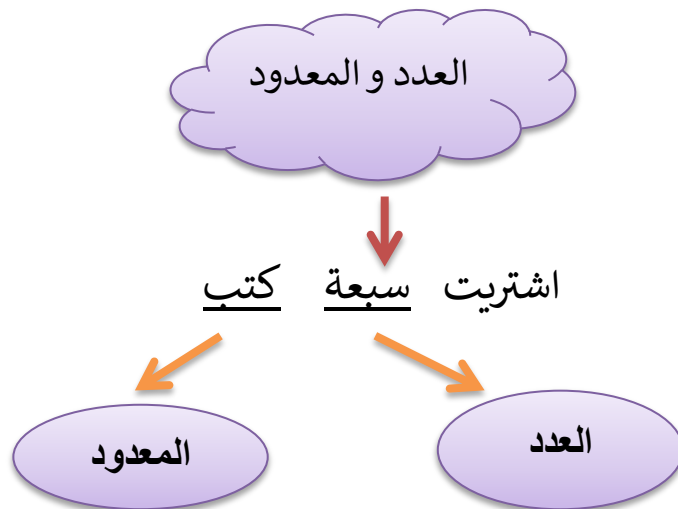 العدد و المعدود
اشتريت سبعة كتب
العدد
المعدود